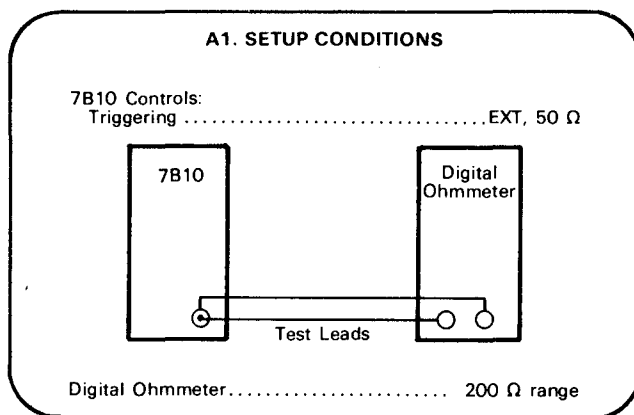 A1. SETUP CONDITIONS
7B10 Controls:
Triggering ................................ EXT, 50 Ω
7B10
Digital
Ohmmeter
Test Leads
Digital Ohmmeter........................ 200 Ω range